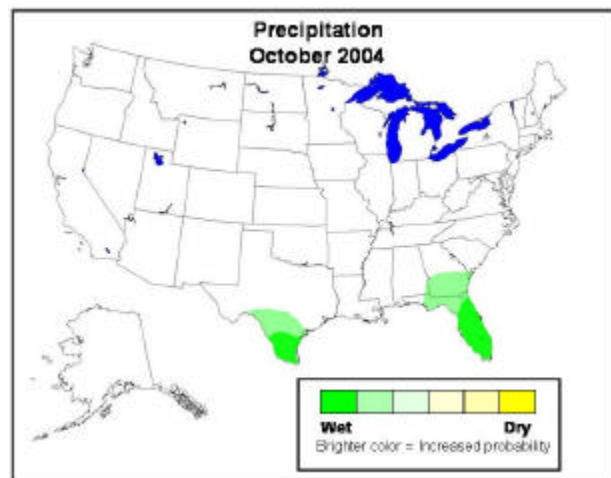 Precipitation
October 2004
Wet Dry
Brighter color = Increased probability